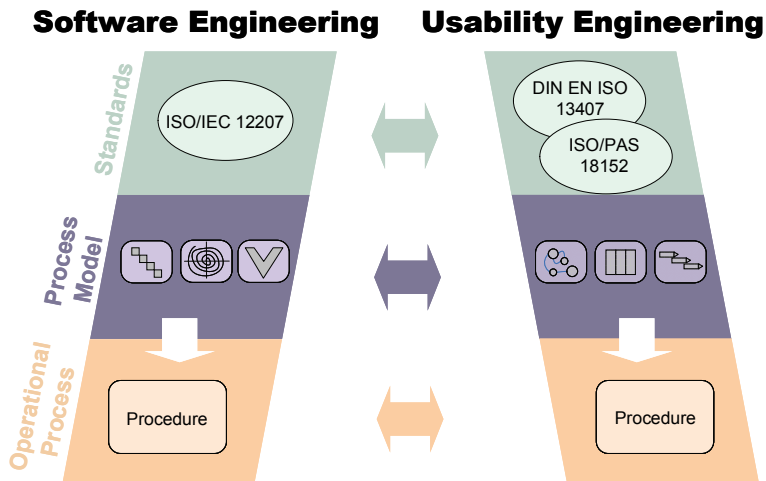 Software Engineering
Usability Engineering
Standards
ISO/IEC 12207
DIN EN ISO
13407
ISO/PAS
18152
Process
Model
Operational
Process
Procedure
Procedure